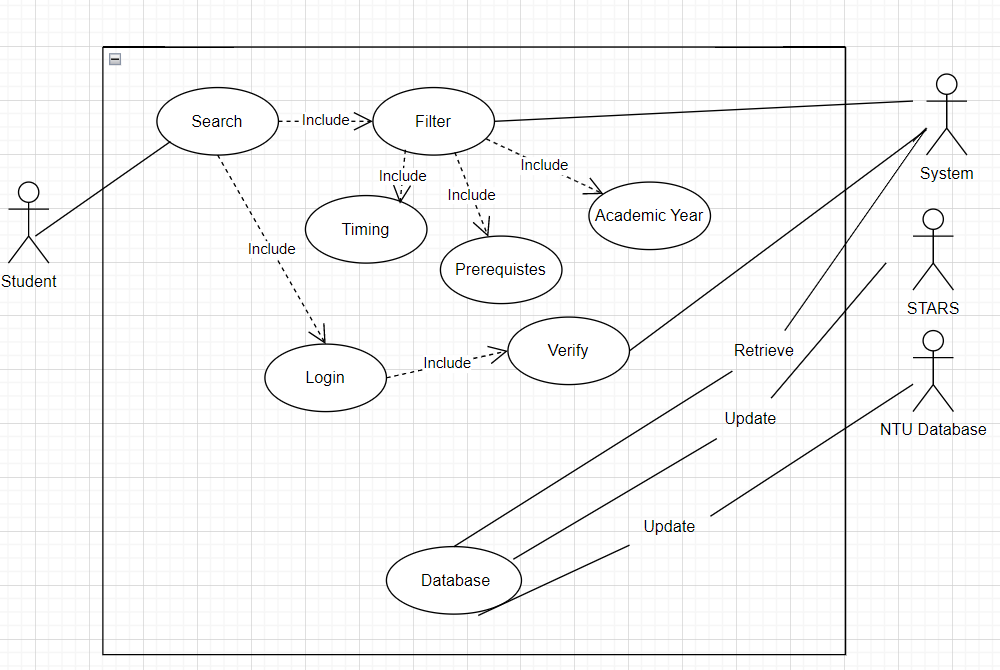 Search
Include
Filter
Include
Include
Include
System
Timing
Academic Year
Student
Include
Prerequistes
STARS
Login
Include
Verify
Retrieve
Update
NTU Database
Update
Database